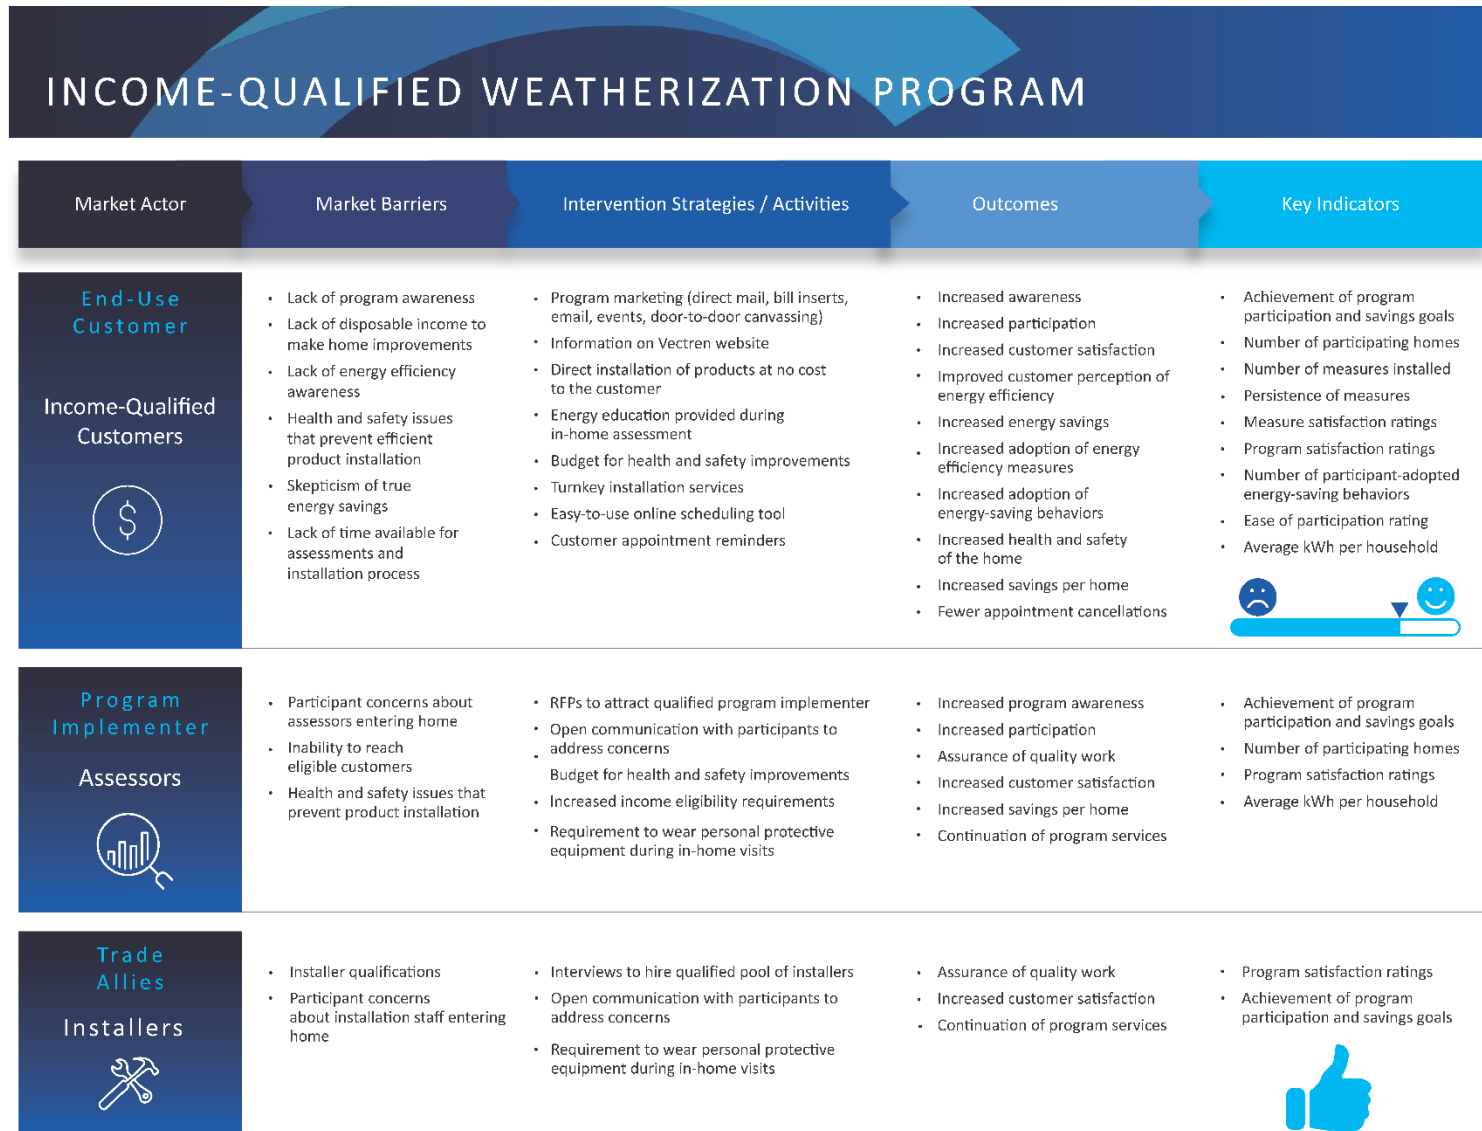 INCOME-QUALIFIED WEATHERIZATION PROGRAM
Market Actor
Market Barriers
Intervention Strategies / Activities
Outcomes
Key Indicators
End-Use
Customer
Income-Qualified
Customers
$
• Lack of program awareness
• Lack of disposable income to
make home improvements
• Lack of energy efficiency
awareness
• Health and safety issues
that prevent efficient
product installation
• Skepticism of true
energy savings
• Lack of time available for
assessments and
installation process
• Program marketing (direct mail, bill inserts,
email, events, door-to-door canvassing)
• Information on Vectren website
• Direct installation of products at no cost
to the customer
• Energy education provided during
in-home assessment
• Budget for health and safety improvements
• Turnkey installation services
• Easy-to-use online scheduling tool
• Customer appointment reminders
• Increased awareness
• Increased participation
• Increased customer satisfaction
• Improved customer perception of
energy efficiency
• Increased energy savings
• Increased adoption of energy
efficiency measures
• Increased adoption of
energy-saving behaviors
• Increased health and safety
of the home
• Increased savings per home
• Fewer appointment cancellations
• Achievement of program
participation and savings goals
• Number of participating homes
• Number of measures installed
• Persistence of measures
• Measure satisfaction ratings
• Program satisfaction ratings
• Number of participant-adopted
energy-saving behaviors
• Ease of participation rating
• Average kWh per household
Program
Implementer
Assessors
• Participant concerns about
assessors entering home
• Inability to reach
eligible customers
• Health and safety issues that
prevent product installation
• RFPs to attract qualified program implementer
• Open communication with participants to
address concerns
• Budget for health and safety improvements
• Increased income eligibility requirements
• Requirement to wear personal protective
equipment during in-home visits
• Increased program awareness
• Increased participation
• Assurance of quality work
• Increased customer satisfaction
• Increased savings per home
• Continuation of program services
• Achievement of program
participation and savings goals
• Number of participating homes
• Program satisfaction ratings
• Average kWh per household
Trade
Allies
Installers
• Installer qualifications
• Participant concerns
about installation staff entering
home
• Interviews to hire qualified pool of installers
• Open communication with participants to
address concerns
• Requirement to wear personal protective
equipment during in-home visits
• Assurance of quality work
• Increased customer satisfaction
• Continuation of program services
• Program satisfaction ratings
• Achievement of program
participation and savings goals